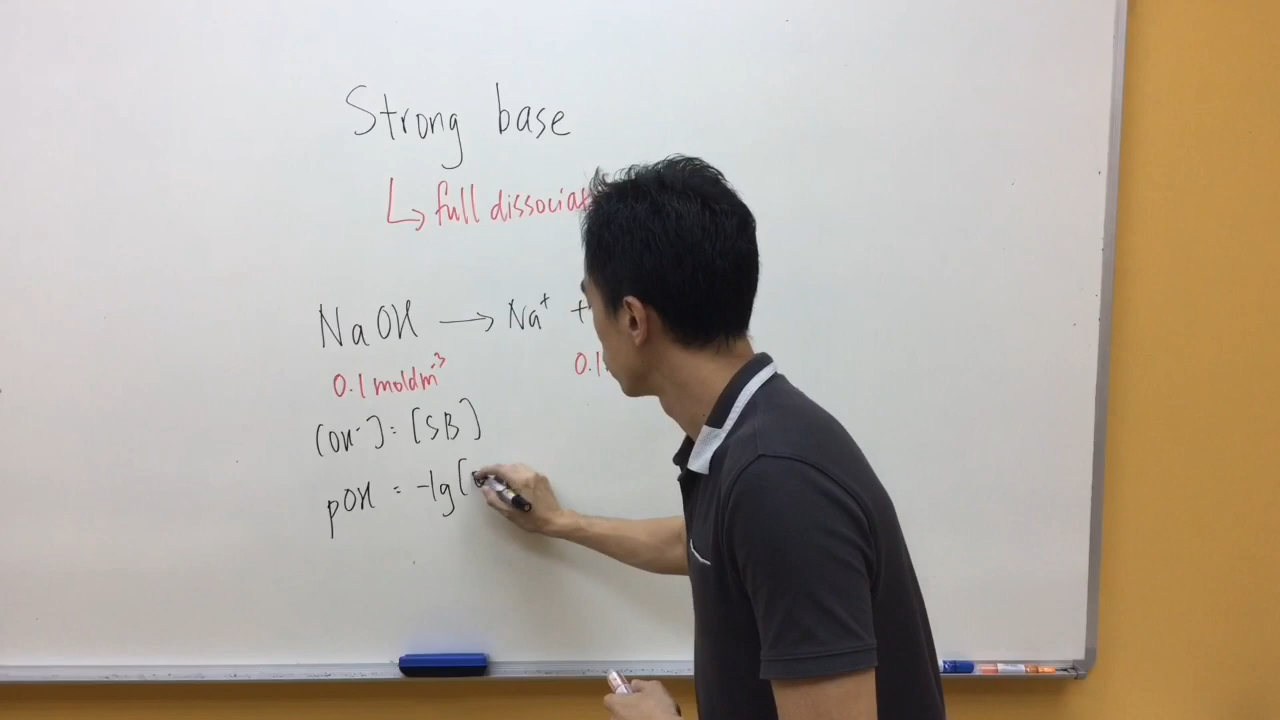 Strong base
↳ full dissociat
NaOH → Na⁺ +
0.1 moldm⁻³ 0.1
[OH⁻] = [SB]
pOH = -lg[